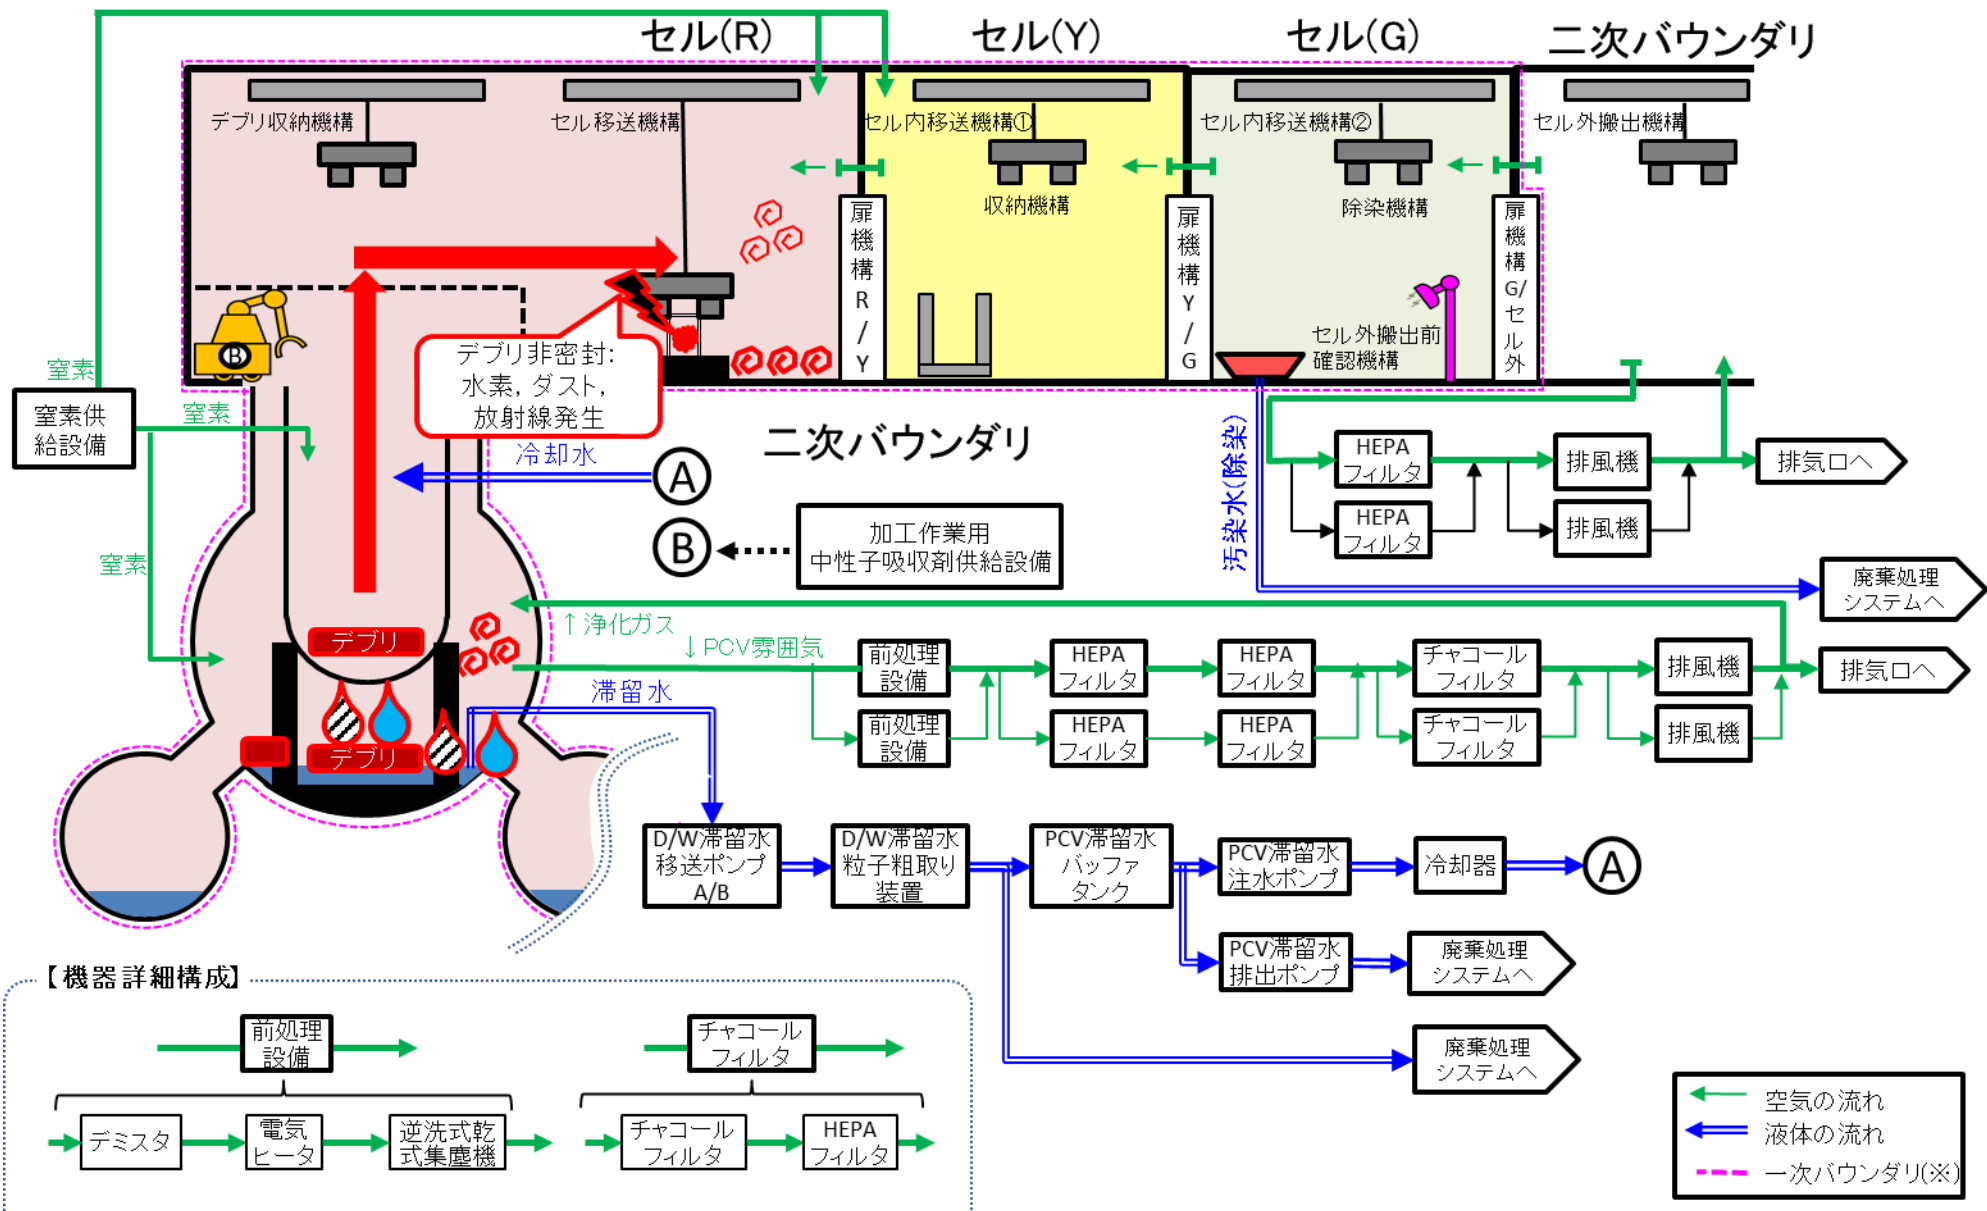 セル(R)
セル(Y)
セル(G)
二次バウンダリ
デブリ収納機構
セル移送機構
セル内移送機構①
セル内移送機構②
セル外搬出機構
収納機構
除染機構
扉機構R/Y
扉機構Y/G
扉機構G/セル外
セル外搬出前
確認機構
B
デブリ非密封:
水素, ダスト,
放射線発生
窒素
窒素供
給設備
窒素
窒素
冷却水
A
二次バウンダリ
B
加工作業用
中性子吸収剤供給設備
汚染水(除染)
HEPA
フィルタ
排風機
排気口へ
HEPA
フィルタ
排風機
廃棄処理
システムへ
↑浄化ガス
↓PCV雰囲気
デブリ
デブリ
滞留水
前処理
設備
HEPA
フィルタ
HEPA
フィルタ
チャコール
フィルタ
排風機
排気口へ
前処理
設備
HEPA
フィルタ
HEPA
フィルタ
チャコール
フィルタ
排風機
D/W滞留水
移送ポンプ
A/B
D/W滞留水
粒子粗取り
装置
PCV滞留水
バッファ
タンク
PCV滞留水
注水ポンプ
冷却器
A
PCV滞留水
排出ポンプ
廃棄処理
システムへ
廃棄処理
システムへ
【機器詳細構成】
前処理
設備
デミスタ
電気
ヒータ
逆洗式乾
式集塵機
チャコール
フィルタ
チャコール
フィルタ
HEPA
フィルタ
空気の流れ
液体の流れ
一次バウンダリ(※)